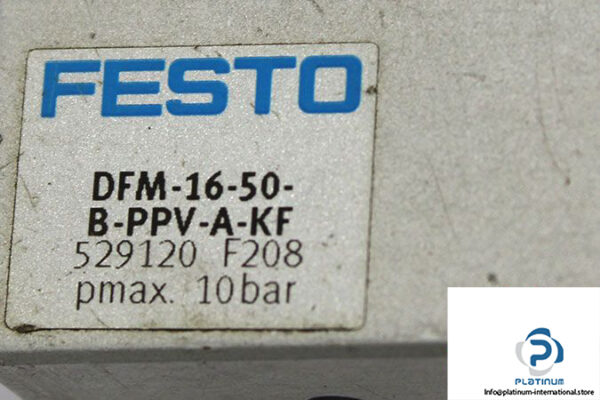 FESTO
DFM-16-50-
B-PPV-A-KF
529120 F208
pmax. 10bar
PLATINUM
Info@platinum-international.store